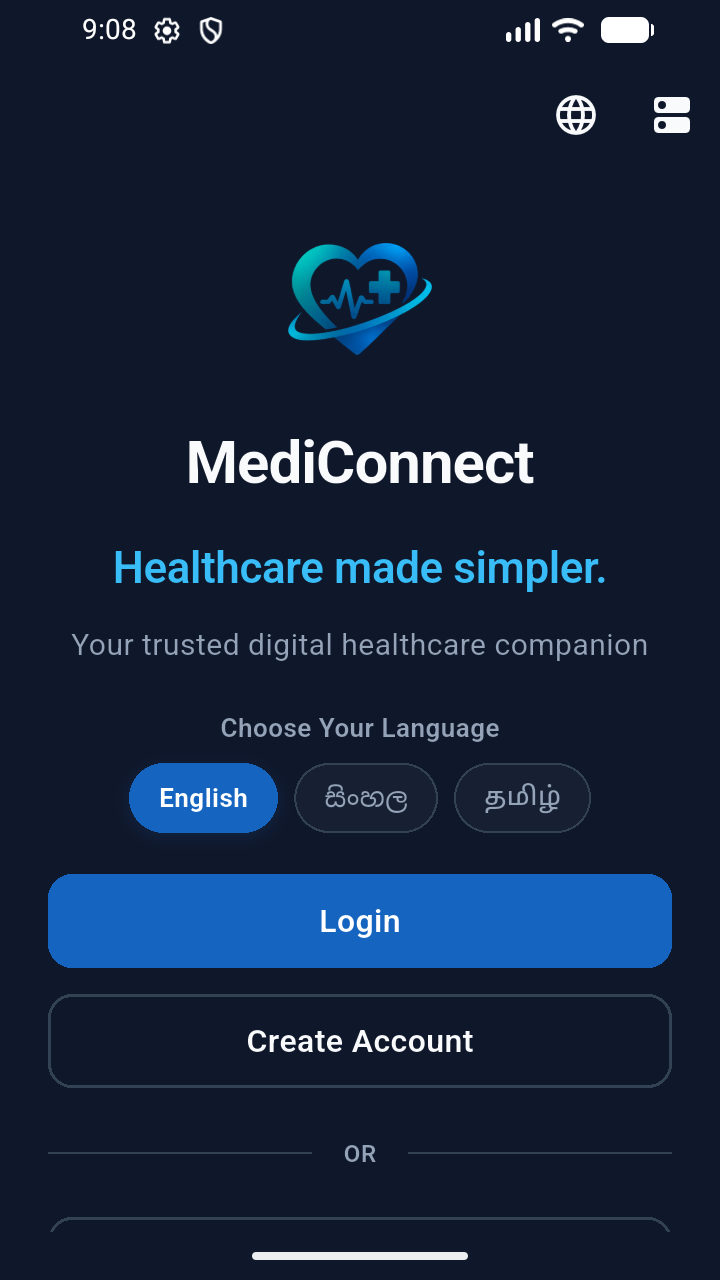 9:08
MediConnect
Healthcare made simpler.
Your trusted digital healthcare companion
Choose Your Language
English සිංහල தமிழ்
Login
Create Account
OR